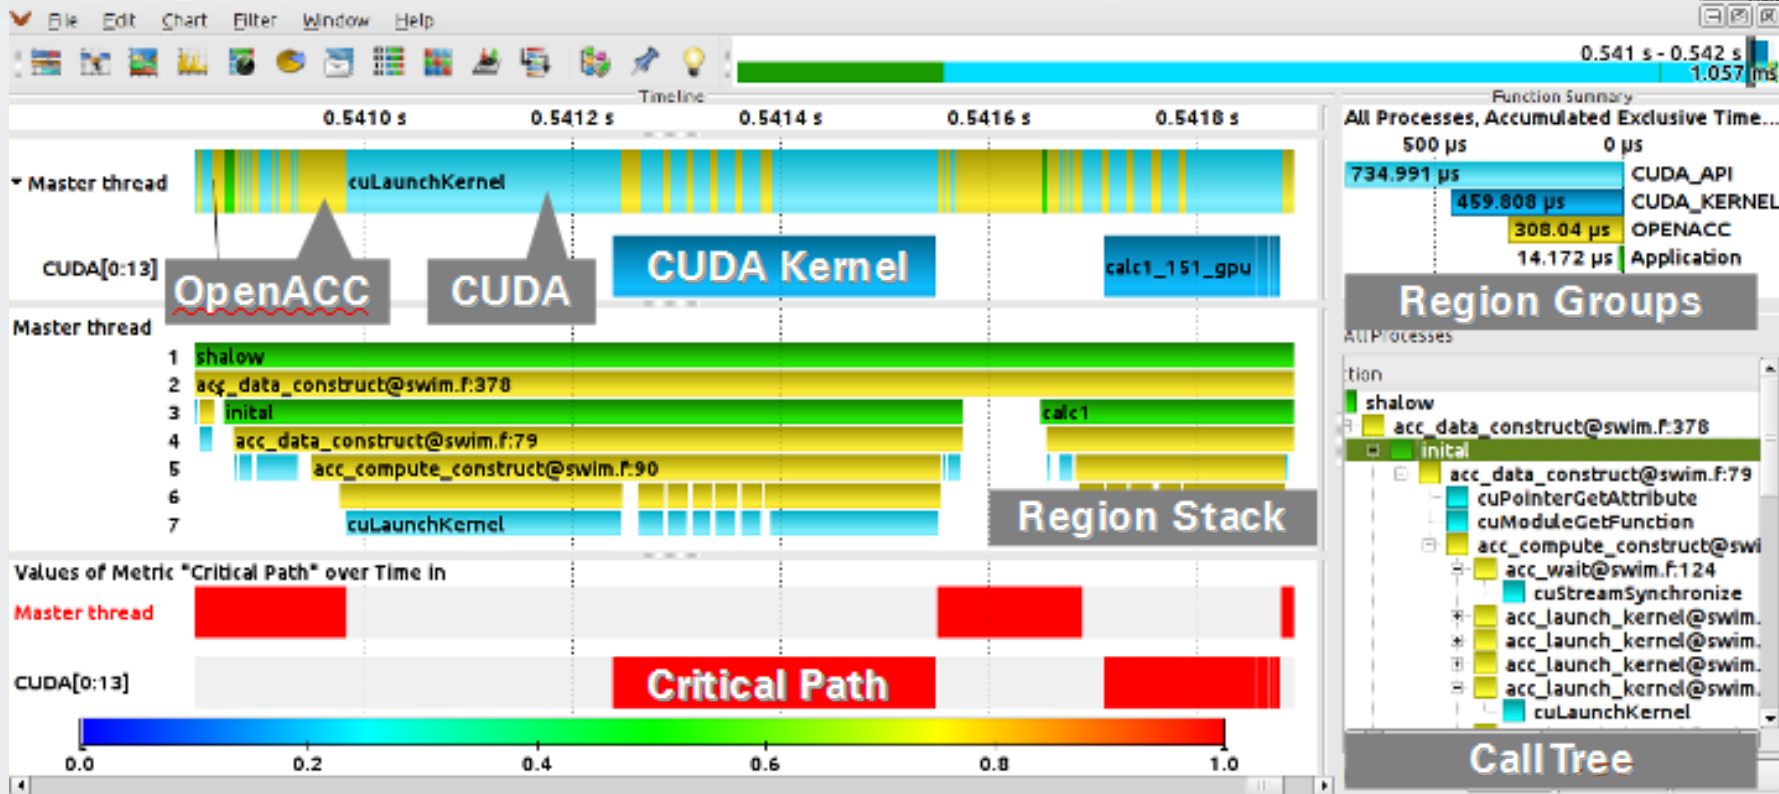 File Edit Chart Filter Window Help
0.541 s - 0.542 s
1.057 ms
Timeline
0.5410 s 0.5412 s 0.5414 s 0.5416 s 0.5418 s
Master thread
cuLaunchKernel
CUDA[0:13]
CUDA Kernel
calc1_151_gpu
OpenACC
CUDA
Master thread
1 shalow
2 acc_data_construct@swim.f:378
3 inital calc1
4 acc_data_construct@swim.f:79
5 acc_compute_construct@swim.f:90
6
7 cuLaunchKernel
Region Stack
Values of Metric "Critical Path" over Time in
Master thread
CUDA[0:13]
Critical Path
0.0 0.2 0.4 0.6 0.8 1.0
Function Summary
All Processes, Accumulated Exclusive Time...
500 µs 0 µs
734.991 µs CUDA_API
459.808 µs CUDA_KERNEL
308.04 µs OPENACC
14.172 µs Application
Region Groups
All Processes
tion
shalow
acc_data_construct@swim.f:378
inital
acc_data_construct@swim.f:79
cuPointerGetAttribute
cuModuleGetFunction
acc_compute_construct@swi
acc_wait@swim.f:124
cuStreamSynchronize
acc_launch_kernel@swim.
acc_launch_kernel@swim.
acc_launch_kernel@swim.
acc_launch_kernel@swim.
cuLaunchKernel
Call Tree